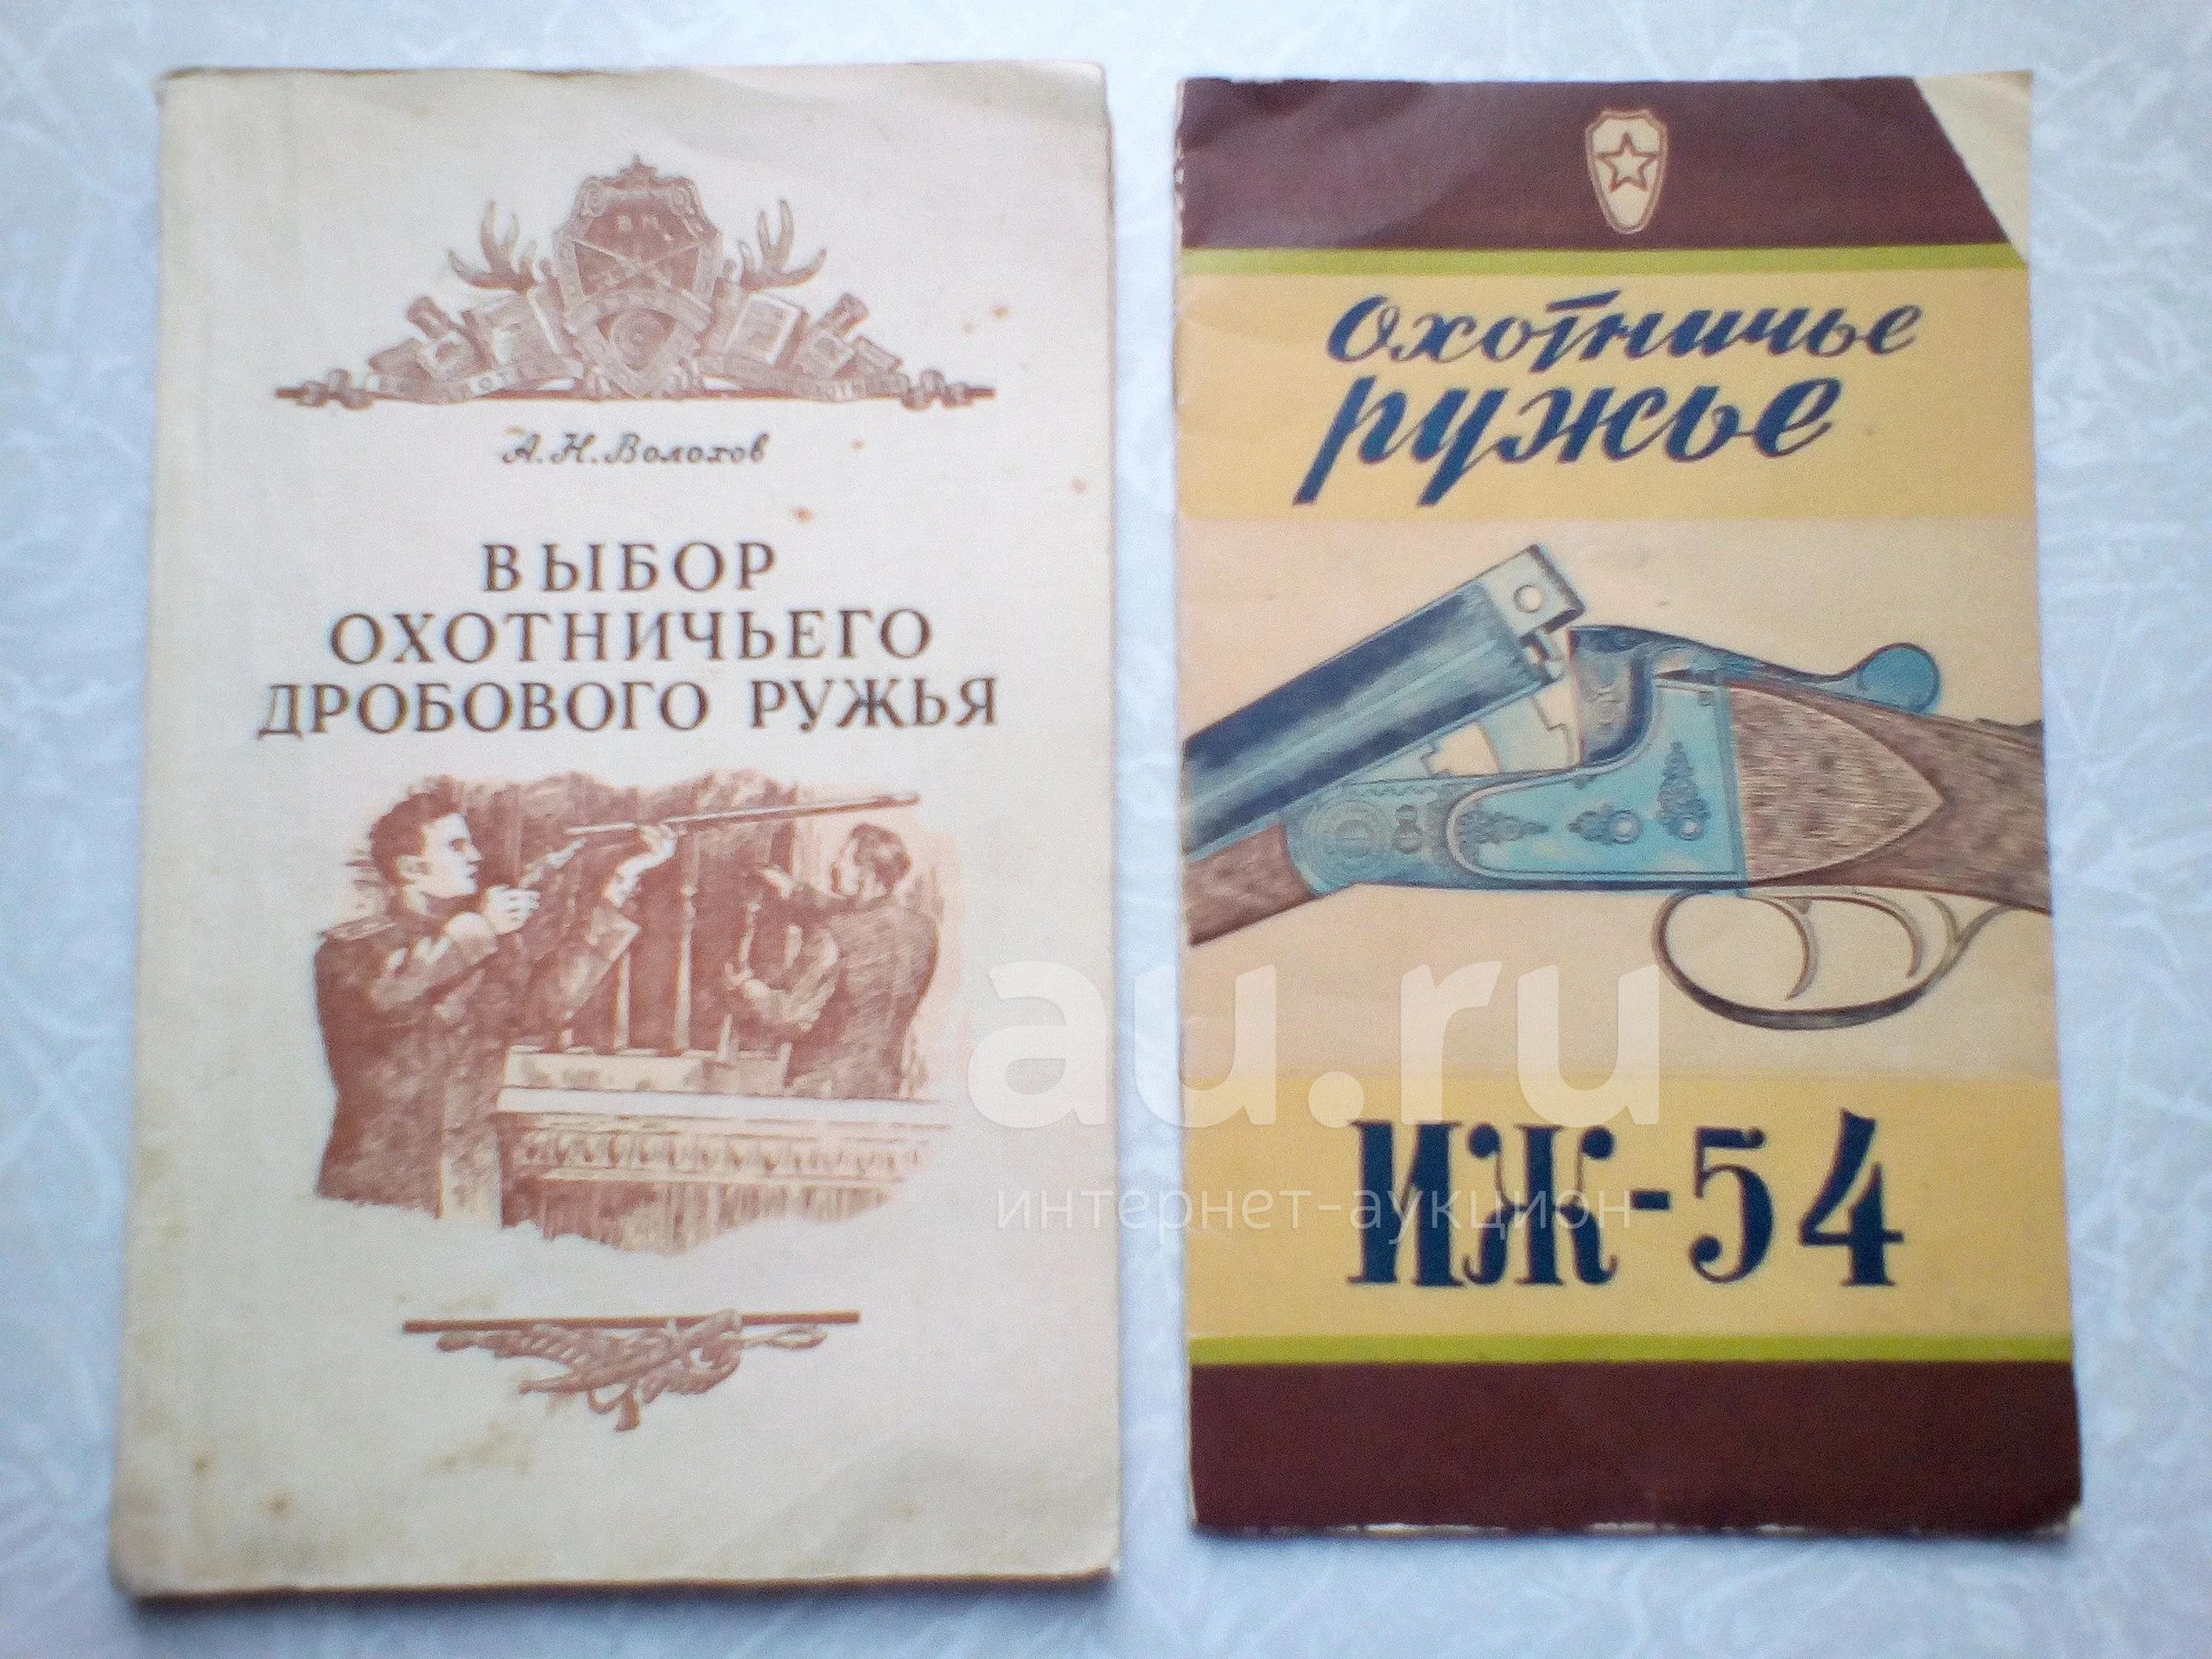 А. Н. Волохов
ВЫБОР
ОХОТНИЧЬЕГО
ДРОБОВОГО РУЖЬЯ
охотничье
ружье
ИЖ-54
au.ru
интернет-аукцион